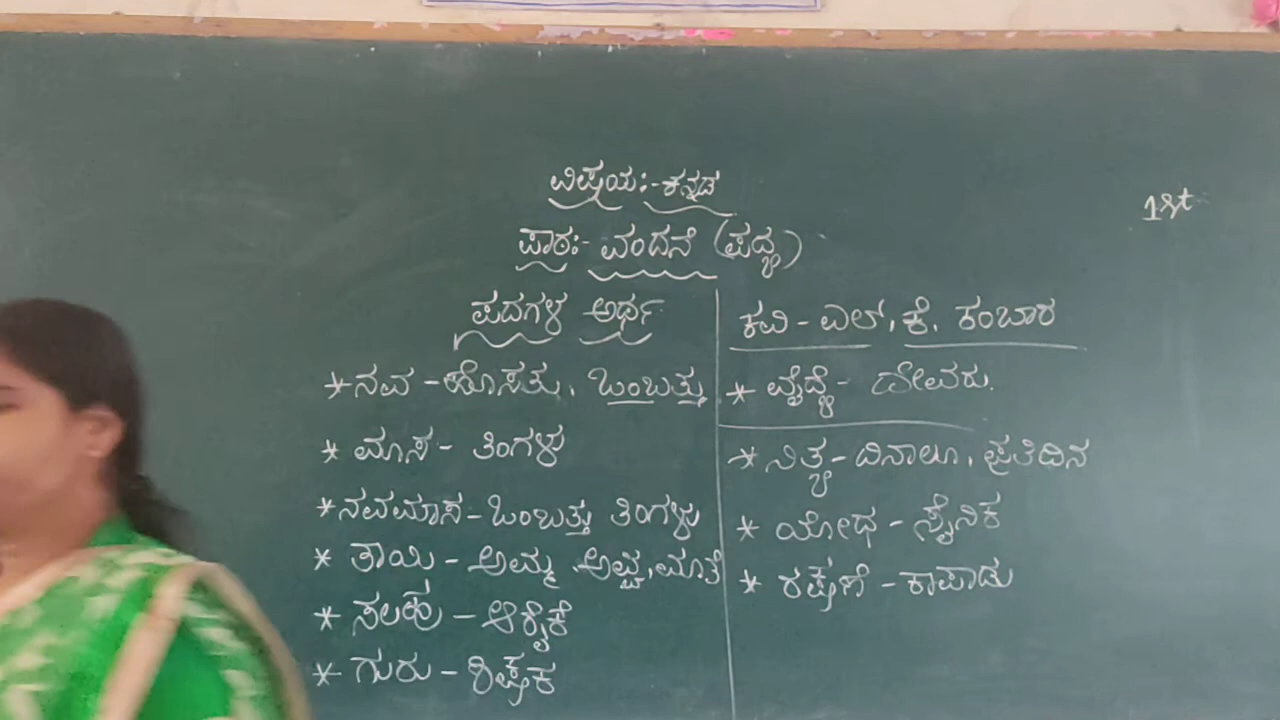 ವಿಷಯ:-ಕನ್ನಡ
1st
ಪಾಠ:- ವಂದನೆ (ಪದ್ಯ)
ಪದಗಳ ಅರ್ಥ
*ನವ - ಹೊಸತು, ಒಂಬತ್ತು
* ಮಾಸ - ತಿಂಗಳು
*ನವಮಾಸ - ಒಂಬತ್ತು ತಿಂಗಳು
* ತಾಯಿ - ಅಮ್ಮ, ಅವ್ವ, ಮಾತೆ
* ಸಲಹು - ಆರೈಕೆ
* ಗುರು - ಶಿಕ್ಷಕ
ಕವಿ - ಎಲ್. ಕೆ. ಕಂಬಾರ
* ವೈದ್ಯ - ದೇವರು.
* ನಿತ್ಯ - ದಿನಾಲೂ, ಪ್ರತಿದಿನ
* ಯೋಧ - ಸೈನಿಕ
* ರಕ್ಷಣೆ - ಕಾಪಾಡು